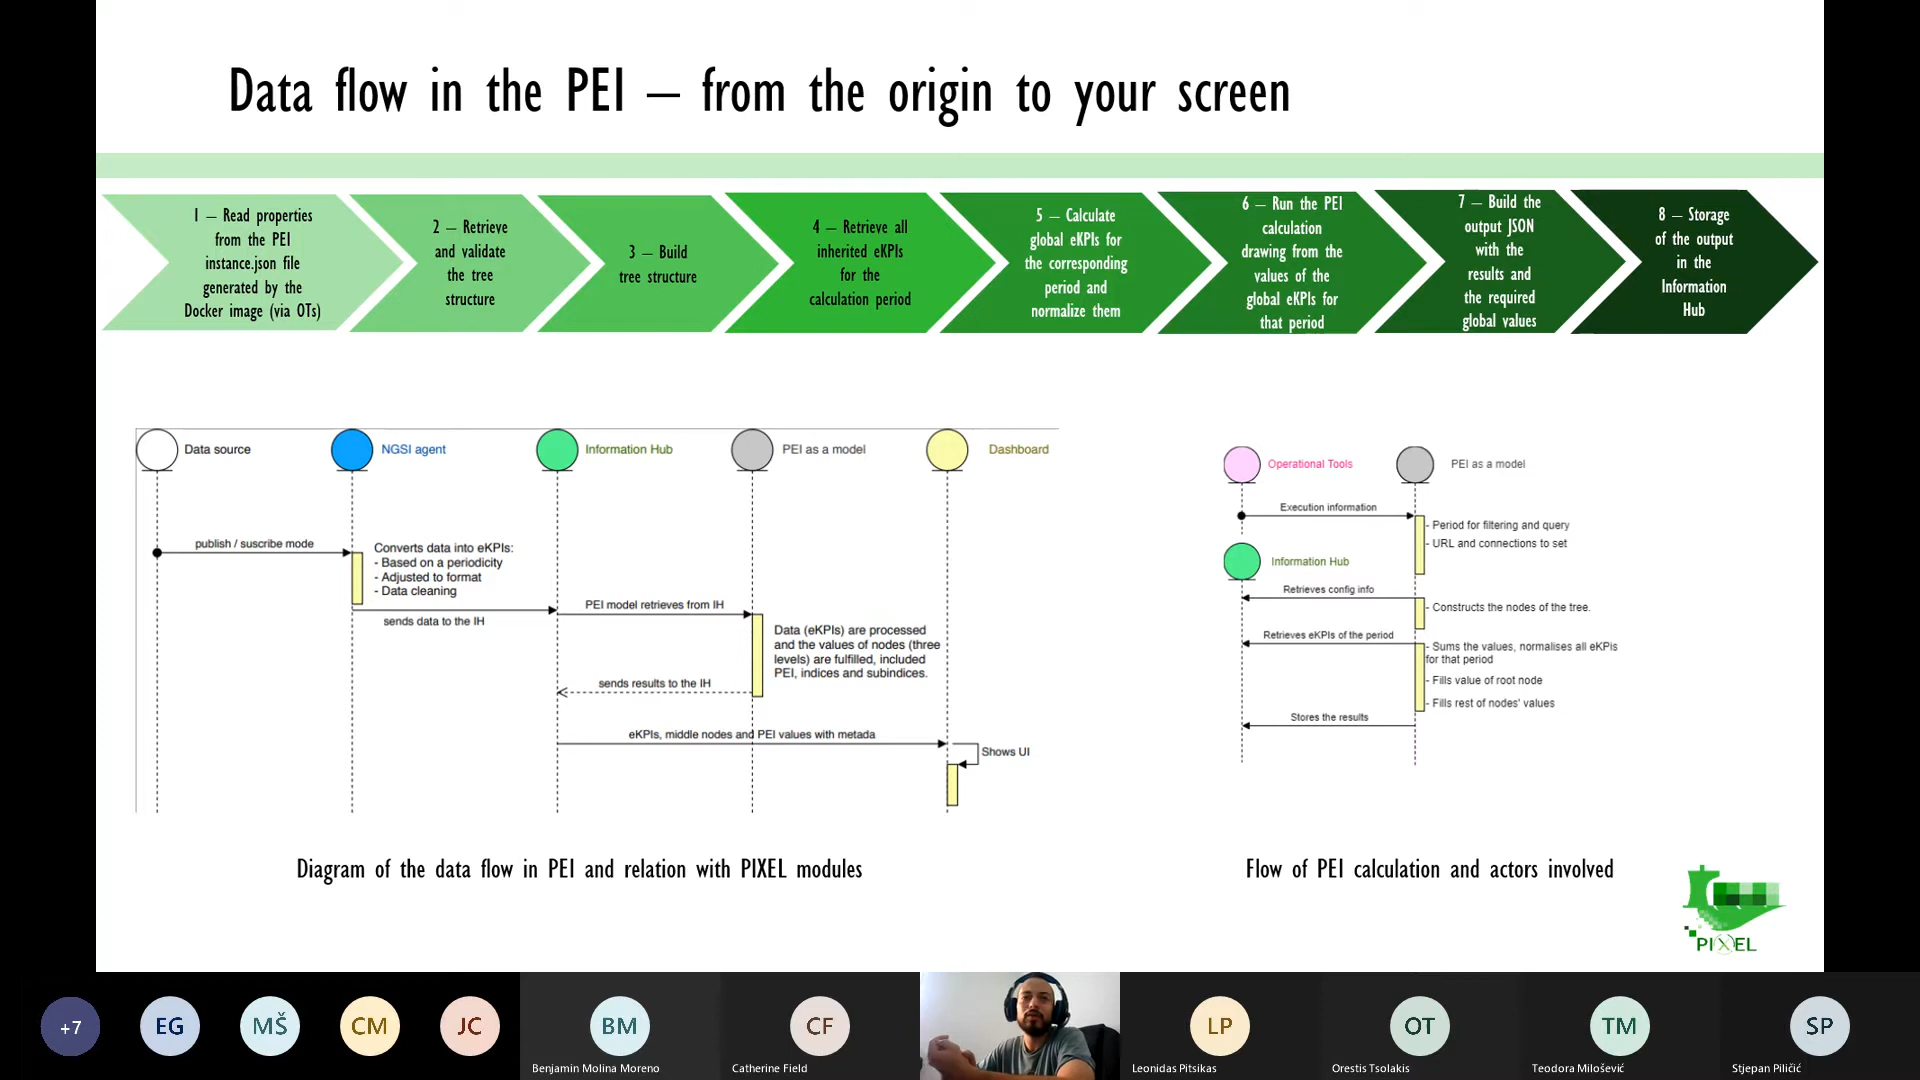 Data flow in the PEI – from the origin to your screen
1 – Read properties
from the PEI
instance.json file
generated by the
Docker image (via OTs)
2 – Retrieve
and validate
the tree
structure
3 – Build
tree structure
4 – Retrieve all
inherited eKPIs
for the
calculation period
5 – Calculate
global eKPIs for
the corresponding
period and
normalize them
6 – Run the PEI
calculation
drawing from the
values of the
global eKPIs for
that period
7 – Build the
output JSON
with the
results and
the required
global values
8 – Storage
of the output
in the
Information
Hub
Data source
NGSI agent
Information Hub
PEI as a model
Dashboard
publish / suscribe mode
Converts data into eKPIs:
- Based on a periodicity
- Adjusted to format
- Data cleaning
sends data to the IH
PEI model retrieves from IH
Data (eKPIs) are processed
and the values of nodes (three
levels) are fulfilled, included
PEI, indices and subindices.
sends results to the IH
eKPIs, middle nodes and PEI values with metada
Shows UI
Diagram of the data flow in PEI and relation with PIXEL modules
Operational Tools
PEI as a model
Execution information
- Period for filtering and query
- URL and connections to set
Information Hub
Retrieves config info
- Constructs the nodes of the tree.
Retrieves eKPIs of the period
- Sums the values, normalises all eKPIs
for that period
- Fills value of root node
- Fills rest of nodes' values
Stores the results
Flow of PEI calculation and actors involved
PIXEL
+7
EG
MŠ
CM
JC
BM
Benjamin Molina Moreno
CF
Catherine Field
LP
Leonidas Pitsikas
OT
Orestis Tsolakis
TM
Teodora Milošević
SP
Stjepan Piličić